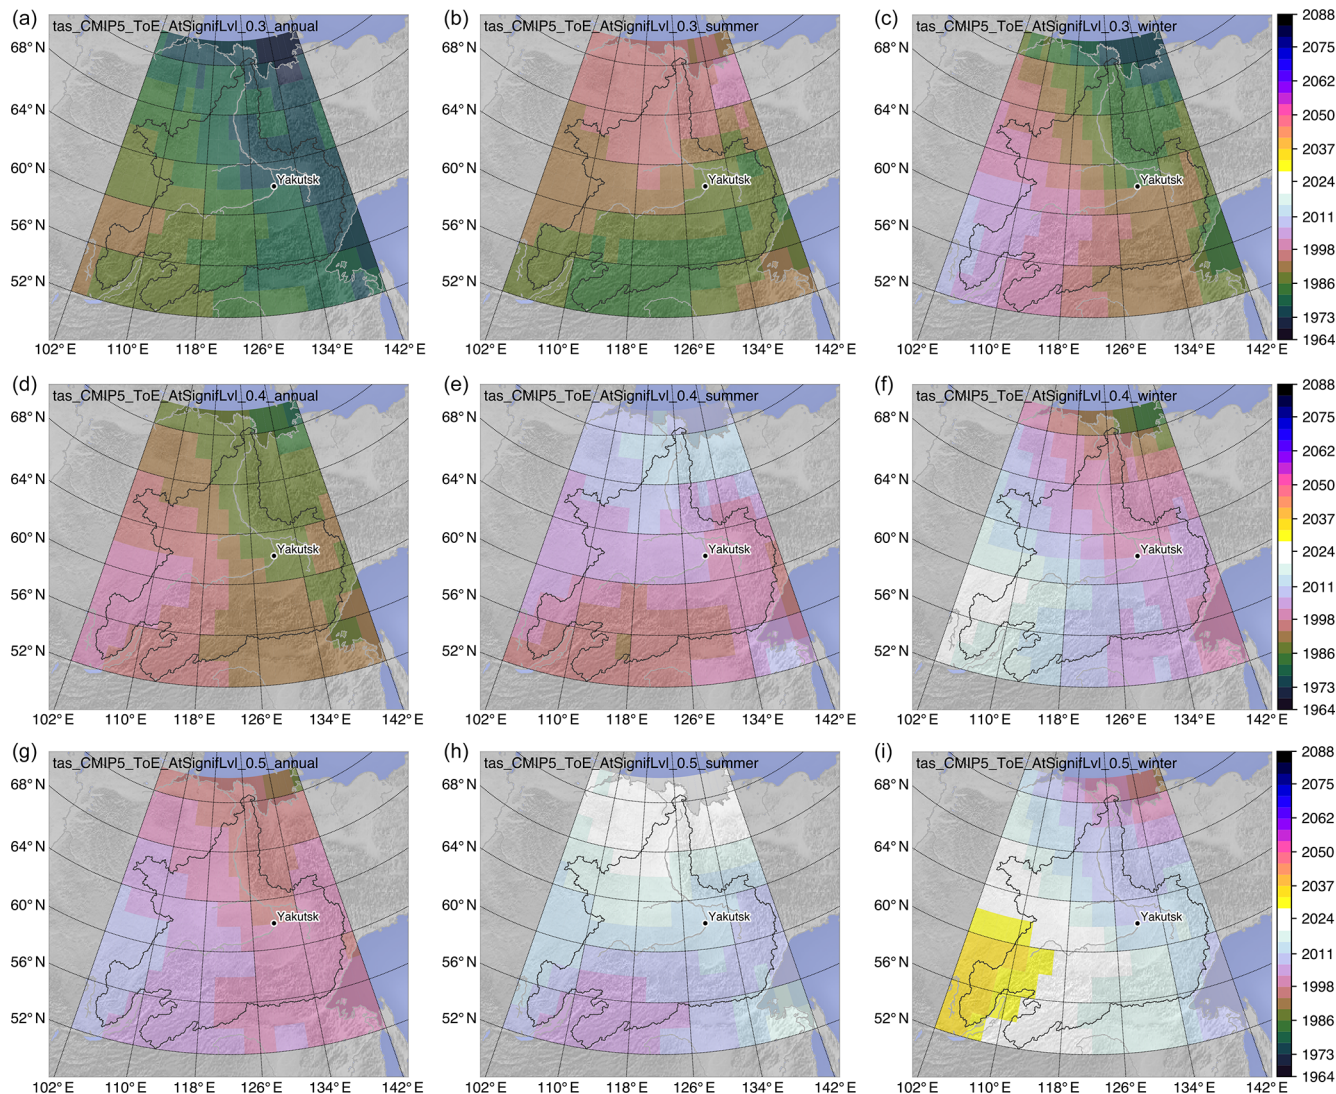 (a) tas_CMIP5_ToE_AtSignifLvl_0.3_annual
68° N
64° N
60° N
56° N
52° N
Yakutsk
102° E 110° E 118° E 126° E 134° E 142° E
(b) tas_CMIP5_ToE_AtSignifLvl_0.3_summer
68° N
64° N
60° N
56° N
52° N
Yakutsk
102° E 110° E 118° E 126° E 134° E 142° E
(c) tas_CMIP5_ToE_AtSignifLvl_0.3_winter
68° N
64° N
60° N
56° N
52° N
Yakutsk
102° E 110° E 118° E 126° E 134° E 142° E
2088
2075
2062
2050
2037
2024
2011
1998
1986
1973
1964
(d) tas_CMIP5_ToE_AtSignifLvl_0.4_annual
68° N
64° N
60° N
56° N
52° N
Yakutsk
102° E 110° E 118° E 126° E 134° E 142° E
(e) tas_CMIP5_ToE_AtSignifLvl_0.4_summer
68° N
64° N
60° N
56° N
52° N
Yakutsk
102° E 110° E 118° E 126° E 134° E 142° E
(f) tas_CMIP5_ToE_AtSignifLvl_0.4_winter
68° N
64° N
60° N
56° N
52° N
Yakutsk
102° E 110° E 118° E 126° E 134° E 142° E
2088
2075
2062
2050
2037
2024
2011
1998
1986
1973
1964
(g) tas_CMIP5_ToE_AtSignifLvl_0.5_annual
68° N
64° N
60° N
56° N
52° N
Yakutsk
102° E 110° E 118° E 126° E 134° E 142° E
(h) tas_CMIP5_ToE_AtSignifLvl_0.5_summer
68° N
64° N
60° N
56° N
52° N
Yakutsk
102° E 110° E 118° E 126° E 134° E 142° E
(i) tas_CMIP5_ToE_AtSignifLvl_0.5_winter
68° N
64° N
60° N
56° N
52° N
Yakutsk
102° E 110° E 118° E 126° E 134° E 142° E
2088
2075
2062
2050
2037
2024
2011
1998
1986
1973
1964